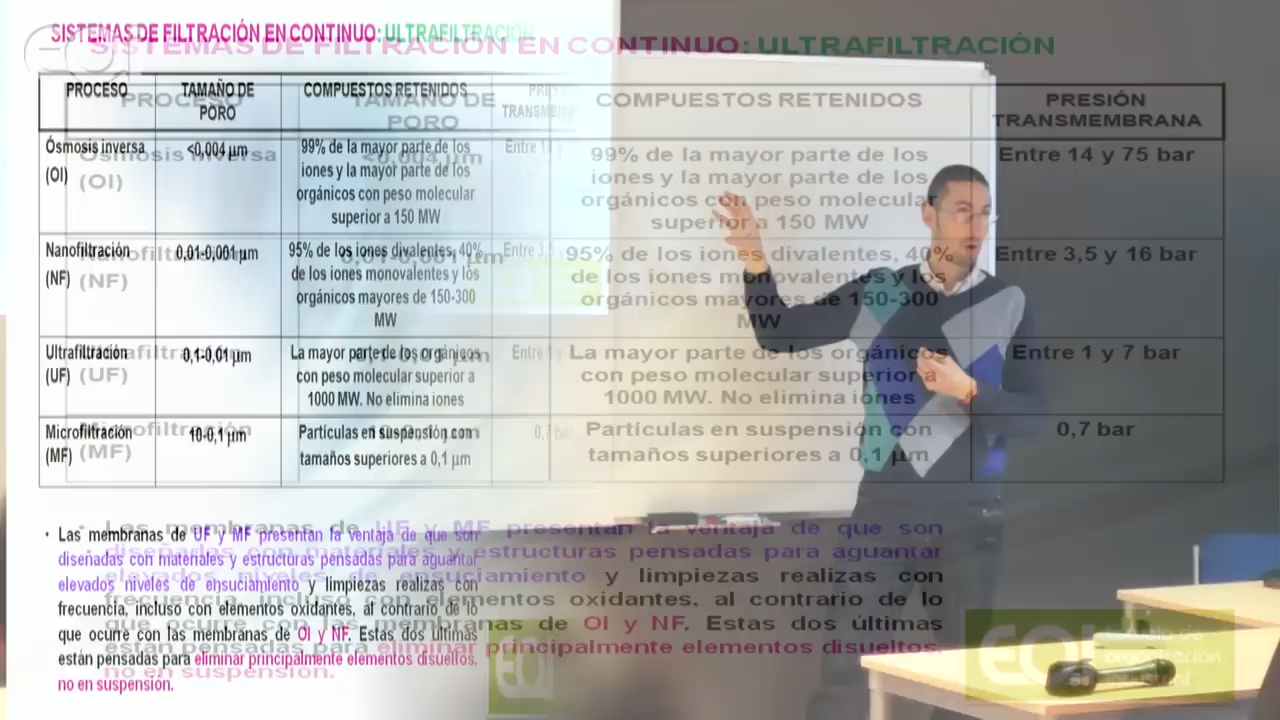 SISTEMAS DE FILTRACIÓN EN CONTINUO: ULTRAFILTRACIÓN
PROCESO
TAMAÑO DE
PORO
COMPUESTOS RETENIDOS
PRESIÓN
TRANSMEMBRANA
Ósmosis inversa
(OI)
<0,004 µm
99% de la mayor parte de los
iones y la mayor parte de los
orgánicos con peso molecular
superior a 150 MW
Entre 14 y 75 bar
Nanofiltración
(NF)
0,01-0,001 µm
95% de los iones divalentes, 40%
de los iones monovalentes y los
orgánicos mayores de 150-300
MW
Entre 3,5 y 16 bar
Ultrafiltración
(UF)
0,1-0,01 µm
La mayor parte de los orgánicos
con peso molecular superior a
1000 MW. No elimina iones
Entre 1 y 7 bar
Microfiltración
(MF)
10-0,1 µm
Partículas en suspensión con
tamaños superiores a 0,1 µm
0,7 bar
• Las membranas de UF y MF presentan la ventaja de que son
diseñadas con materiales y estructuras pensadas para aguantar
elevados niveles de ensuciamiento y limpiezas realizas con
frecuencia, incluso con elementos oxidantes, al contrario de lo
que ocurre con las membranas de OI y NF. Estas dos últimas
están pensadas para eliminar principalmente elementos disueltos,
no en suspensión.
EOI